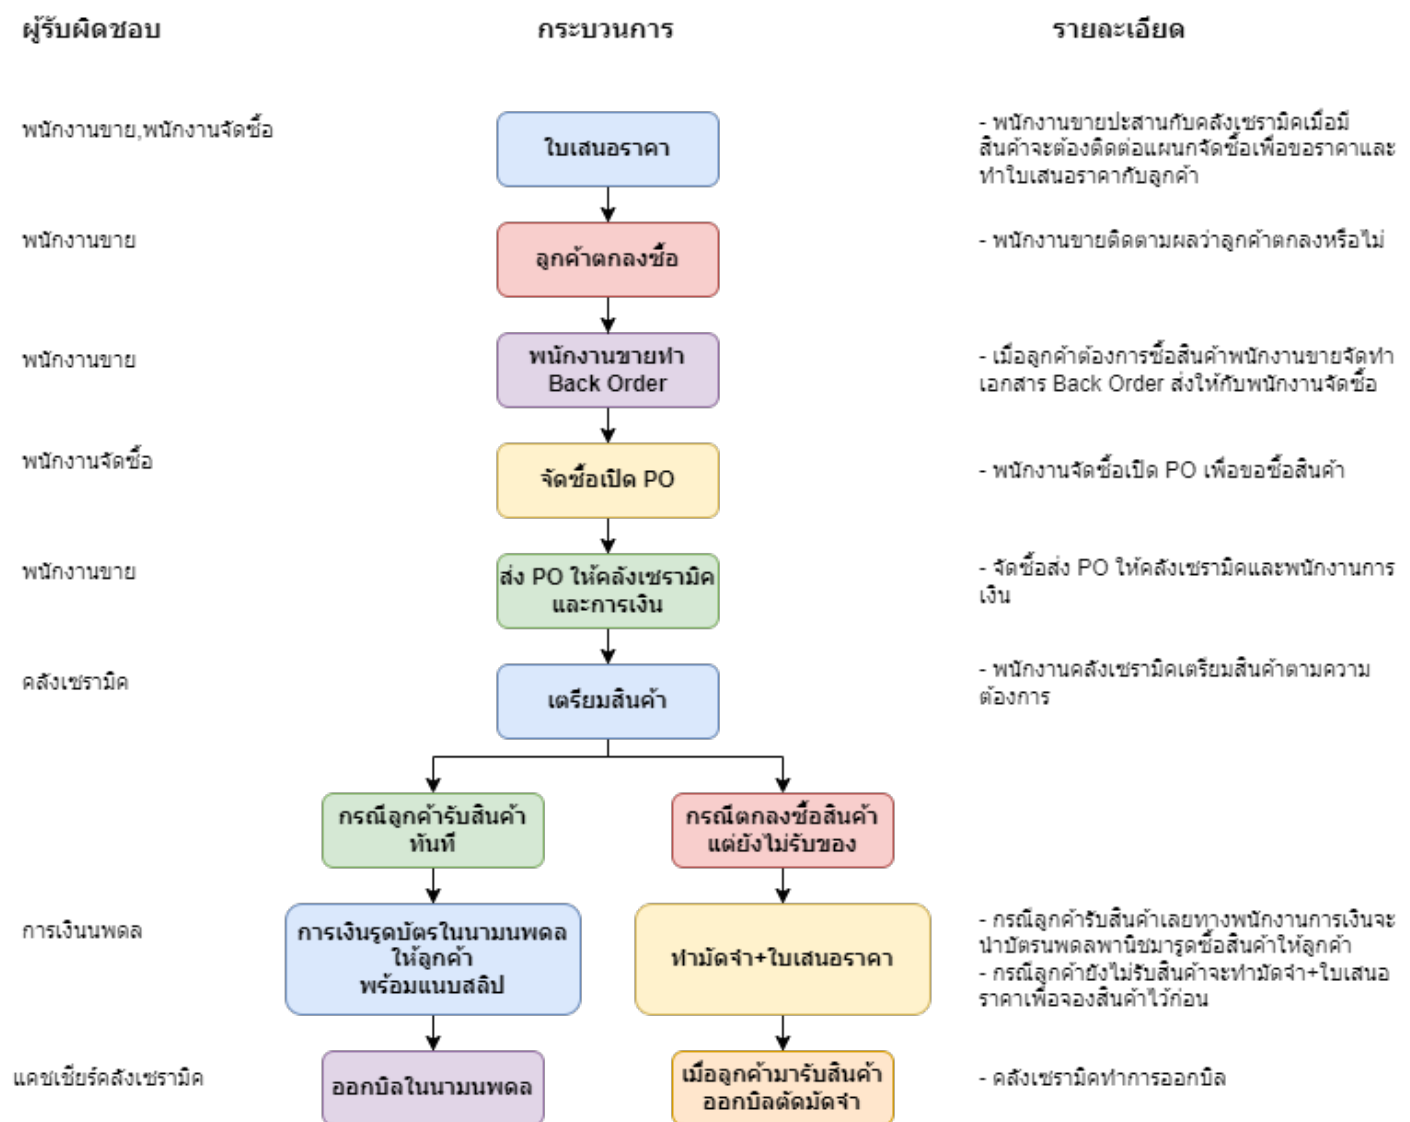 ผู้รับผิดชอบ
กระบวนการ
รายละเอียด
พนักงานขาย,พนักงานจัดซื้อ
ใบเสนอราคา
- พนักงานขายปะสานกับคลังเซรามิคเมื่อมี
สินค้าจะต้องติดต่อแผนกจัดซื้อเพื่อขอราคาและ
ทำใบเสนอราคากับลูกค้า
พนักงานขาย
ลูกค้าตกลงซื้อ
- พนักงานขายติดตามผลว่าลูกค้าตกลงหรือไม่
พนักงานขาย
พนักงานขายทำ
Back Order
- เมื่อลูกค้าต้องการซื้อสินค้าพนักงานขายจัดทำ
เอกสาร Back Order ส่งให้กับพนักงานจัดซื้อ
พนักงานจัดซื้อ
จัดซื้อเปิด PO
- พนักงานจัดซื้อเปิด PO เพื่อขอซื้อสินค้า
พนักงานขาย
ส่ง PO ให้คลังเซรามิค
และการเงิน
- จัดซื้อส่ง PO ให้คลังเซรามิคและพนักงานการ
เงิน
คลังเซรามิค
เตรียมสินค้า
- พนักงานคลังเซรามิคเตรียมสินค้าตามความ
ต้องการ
กรณีลูกค้ารับสินค้า
ทันที
กรณีตกลงซื้อสินค้า
แต่ยังไม่รับของ
การเงินนพดล
การเงินรูดบัตรในนามนพดล
ให้ลูกค้า
พร้อมแนบสลิป
ทำมัดจำ+ใบเสนอราคา
- กรณีลูกค้ารับสินค้าเลยทางพนักงานการเงินจะ
นำบัตรนพดลพานิชมารูดซื้อสินค้าให้ลูกค้า
- กรณีลูกค้ายังไม่รับสินค้าจะทำมัดจำ+ใบเสนอ
ราคาเพื่อจองสินค้าไว้ก่อน
แคชเชียร์คลังเซรามิค
ออกบิลในนามนพดล
เมื่อลูกค้ามารับสินค้า
ออกบิลตัดมัดจำ
- คลังเซรามิคทำการออกบิล